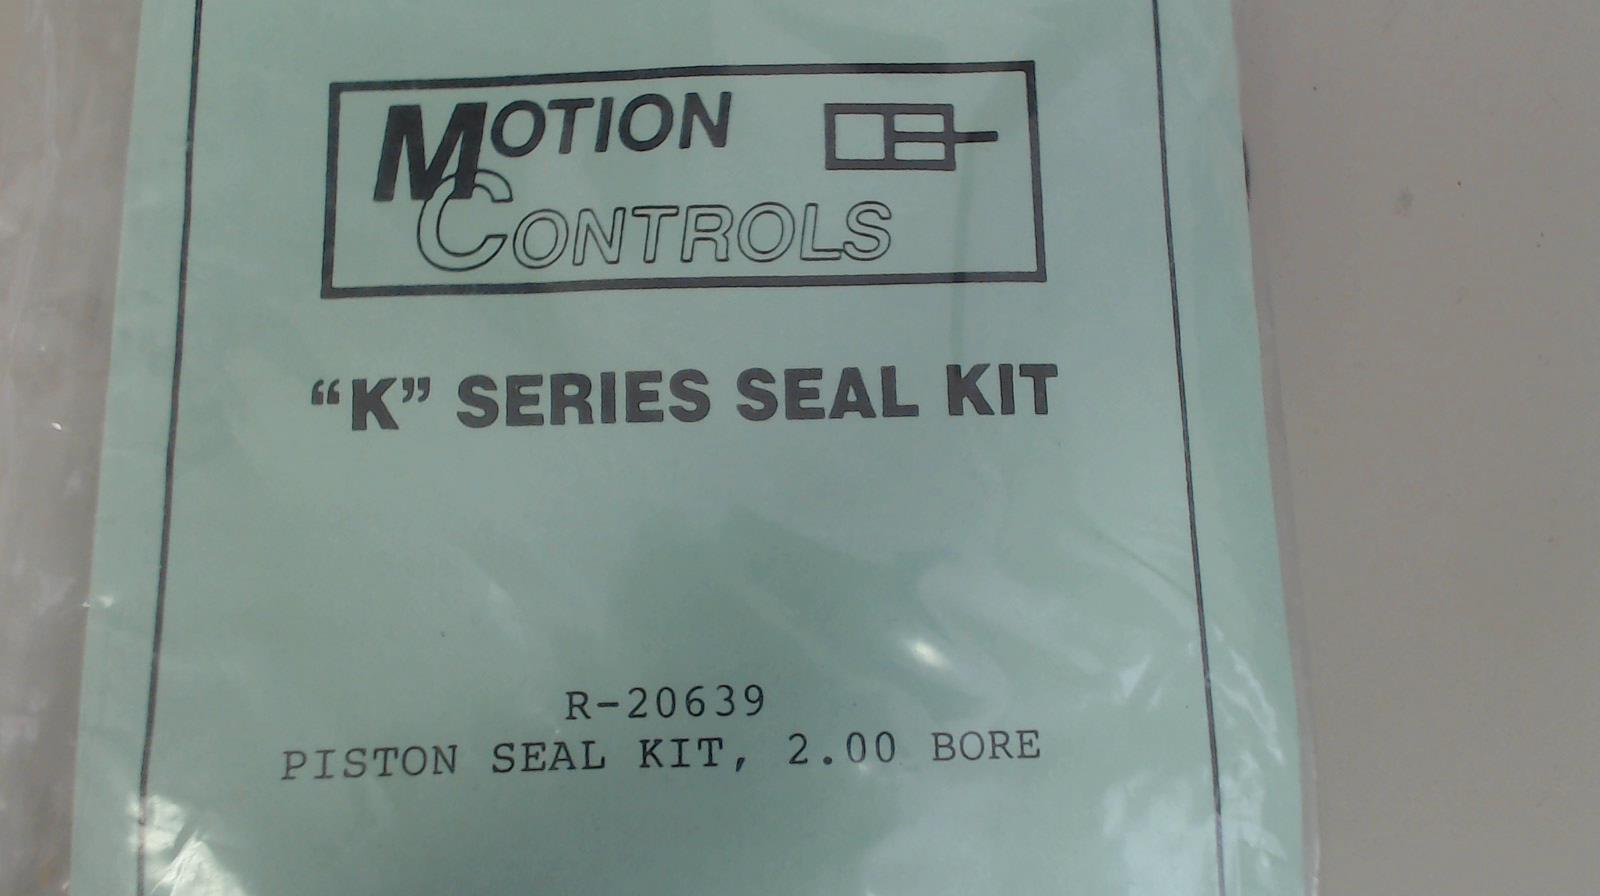 MOTION
CONTROLS
“K” SERIES SEAL KIT
R-20639
PISTON SEAL KIT, 2.00 BORE